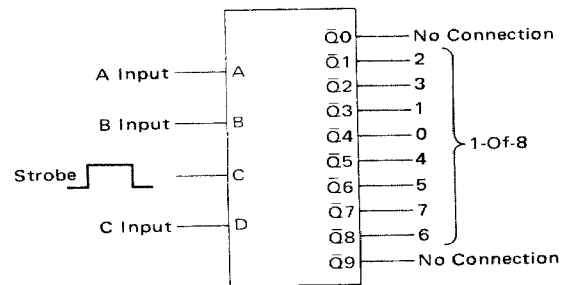 Q̅0 No Connection
Q̅1 2
A Input A
Q̅2 3
Q̅3 1
B Input B
Q̅4 0
1-Of-8
Q̅5 4
Strobe C
Q̅6 5
Q̅7 7
C Input D
Q̅8 6
Q̅9 No Connection